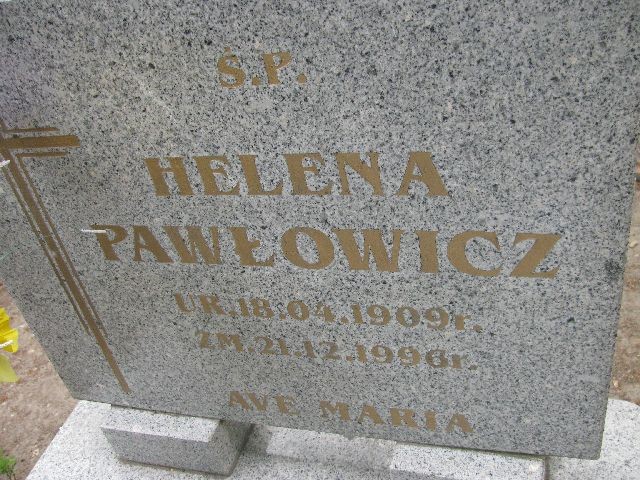 Ś.P.
HELENA
PAWŁOWICZ
UR.18.04.1909r.
ZM.21.12.1996r.
AVE MARIA